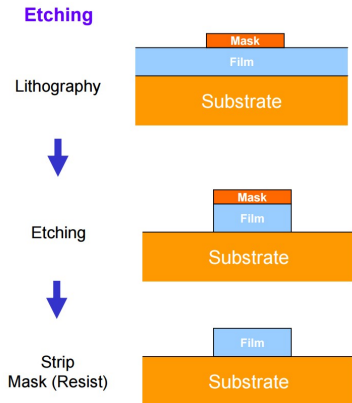 Etching
Mask
Film
Lithography
Substrate
Mask
Film
Etching
Substrate
Film
Strip
Mask (Resist)
Substrate